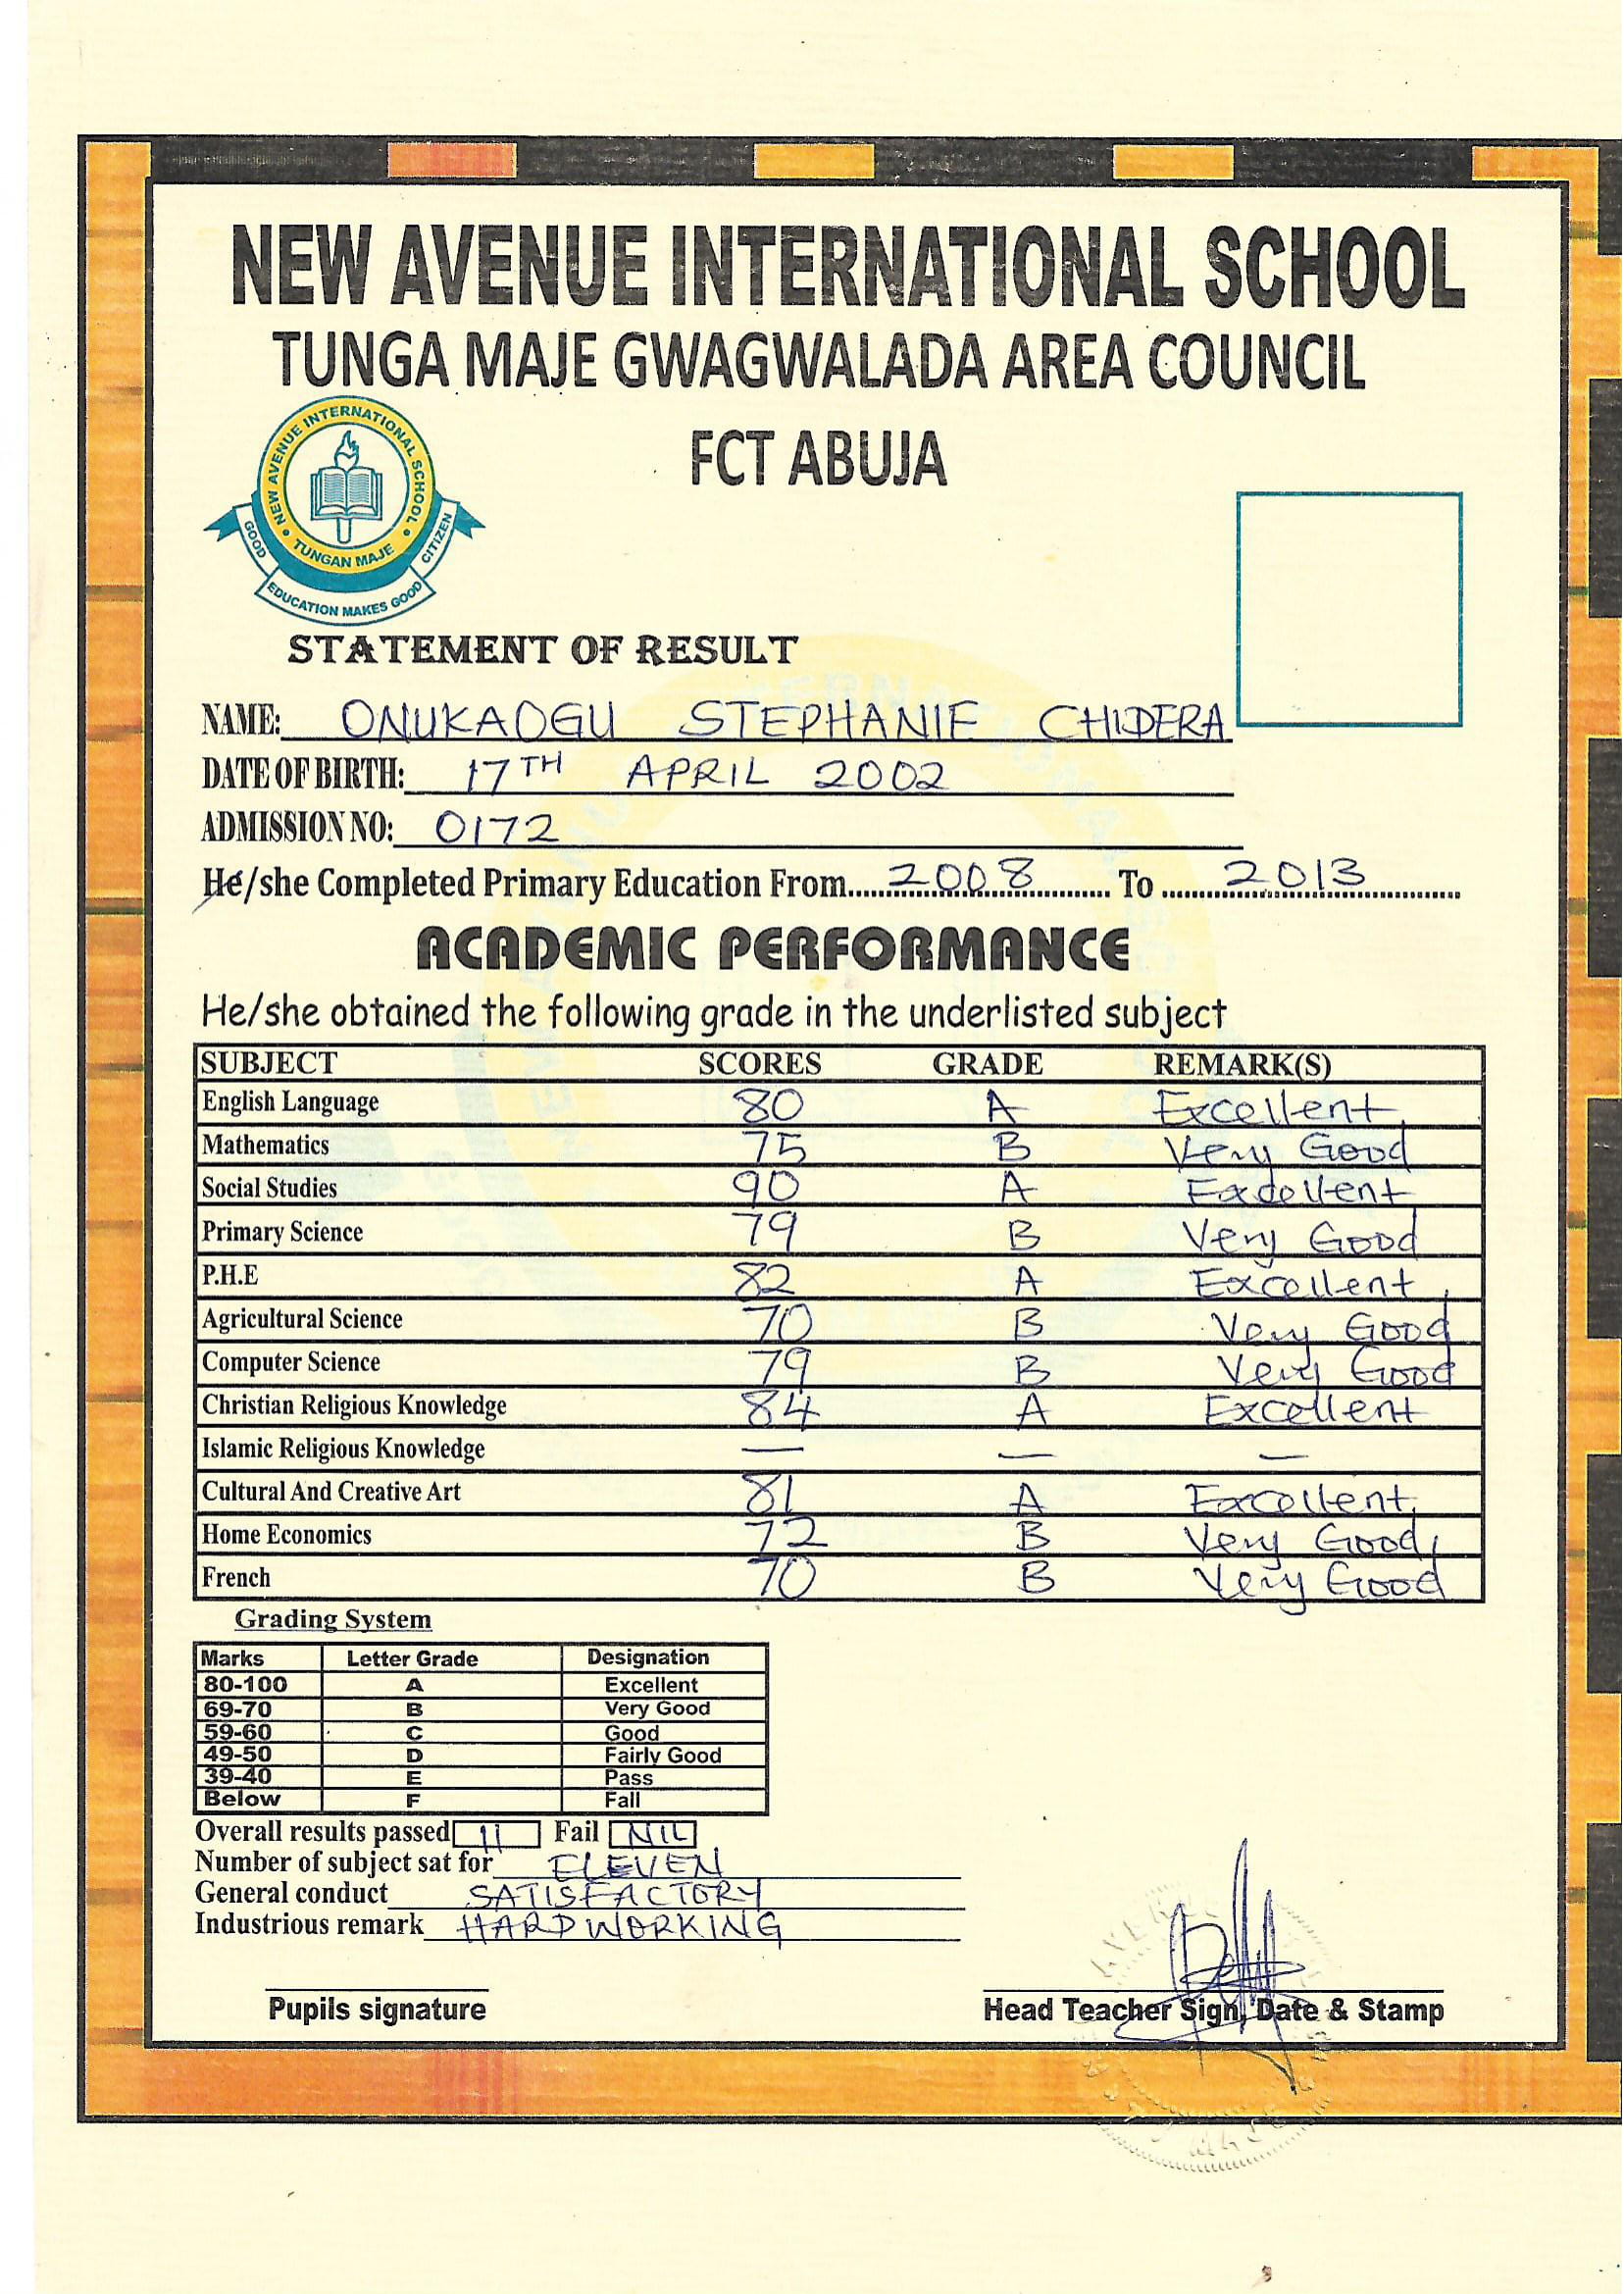 NEW AVENUE INTERNATIONAL SCHOOL
TUNGA MAJE GWAGWALADA AREA COUNCIL
FCT ABUJA
NEW AVENUE INTERNATIONAL SCHOOL
TUNGAN MAJE
GOOD EDUCATION MAKES GOOD CITIZEN
STATEMENT OF RESULT
NAME: ONUKAOGU STEPHANIE CHIDERA
DATE OF BIRTH: 17TH APRIL 2002
ADMISSION NO: 0172
He/she Completed Primary Education From 2008 To 2013
ACADEMIC PERFORMANCE
He/she obtained the following grade in the underlisted subject
SUBJECT SCORES GRADE REMARK(S)
English Language 80 A Excellent
Mathematics 75 B Very Good
Social Studies 90 A Excellent
Primary Science 79 B Very Good
P.H.E 82 A Excellent
Agricultural Science 70 B Very Good
Computer Science 79 B Very Good
Christian Religious Knowledge 84 A Excellent
Islamic Religious Knowledge — — —
Cultural And Creative Art 81 A Excellent
Home Economics 72 B Very Good
French 70 B Very Good
Grading System
Marks Letter Grade Designation
80-100 A Excellent
69-70 B Very Good
59-60 C Good
49-50 D Fairly Good
39-40 E Pass
Below F Fail
Overall results passed 11 Fail NIL
Number of subject sat for ELEVEN
General conduct SATISFACTORY
Industrious remark HARDWORKING
Pupils signature
Head Teacher Sign, Date & Stamp